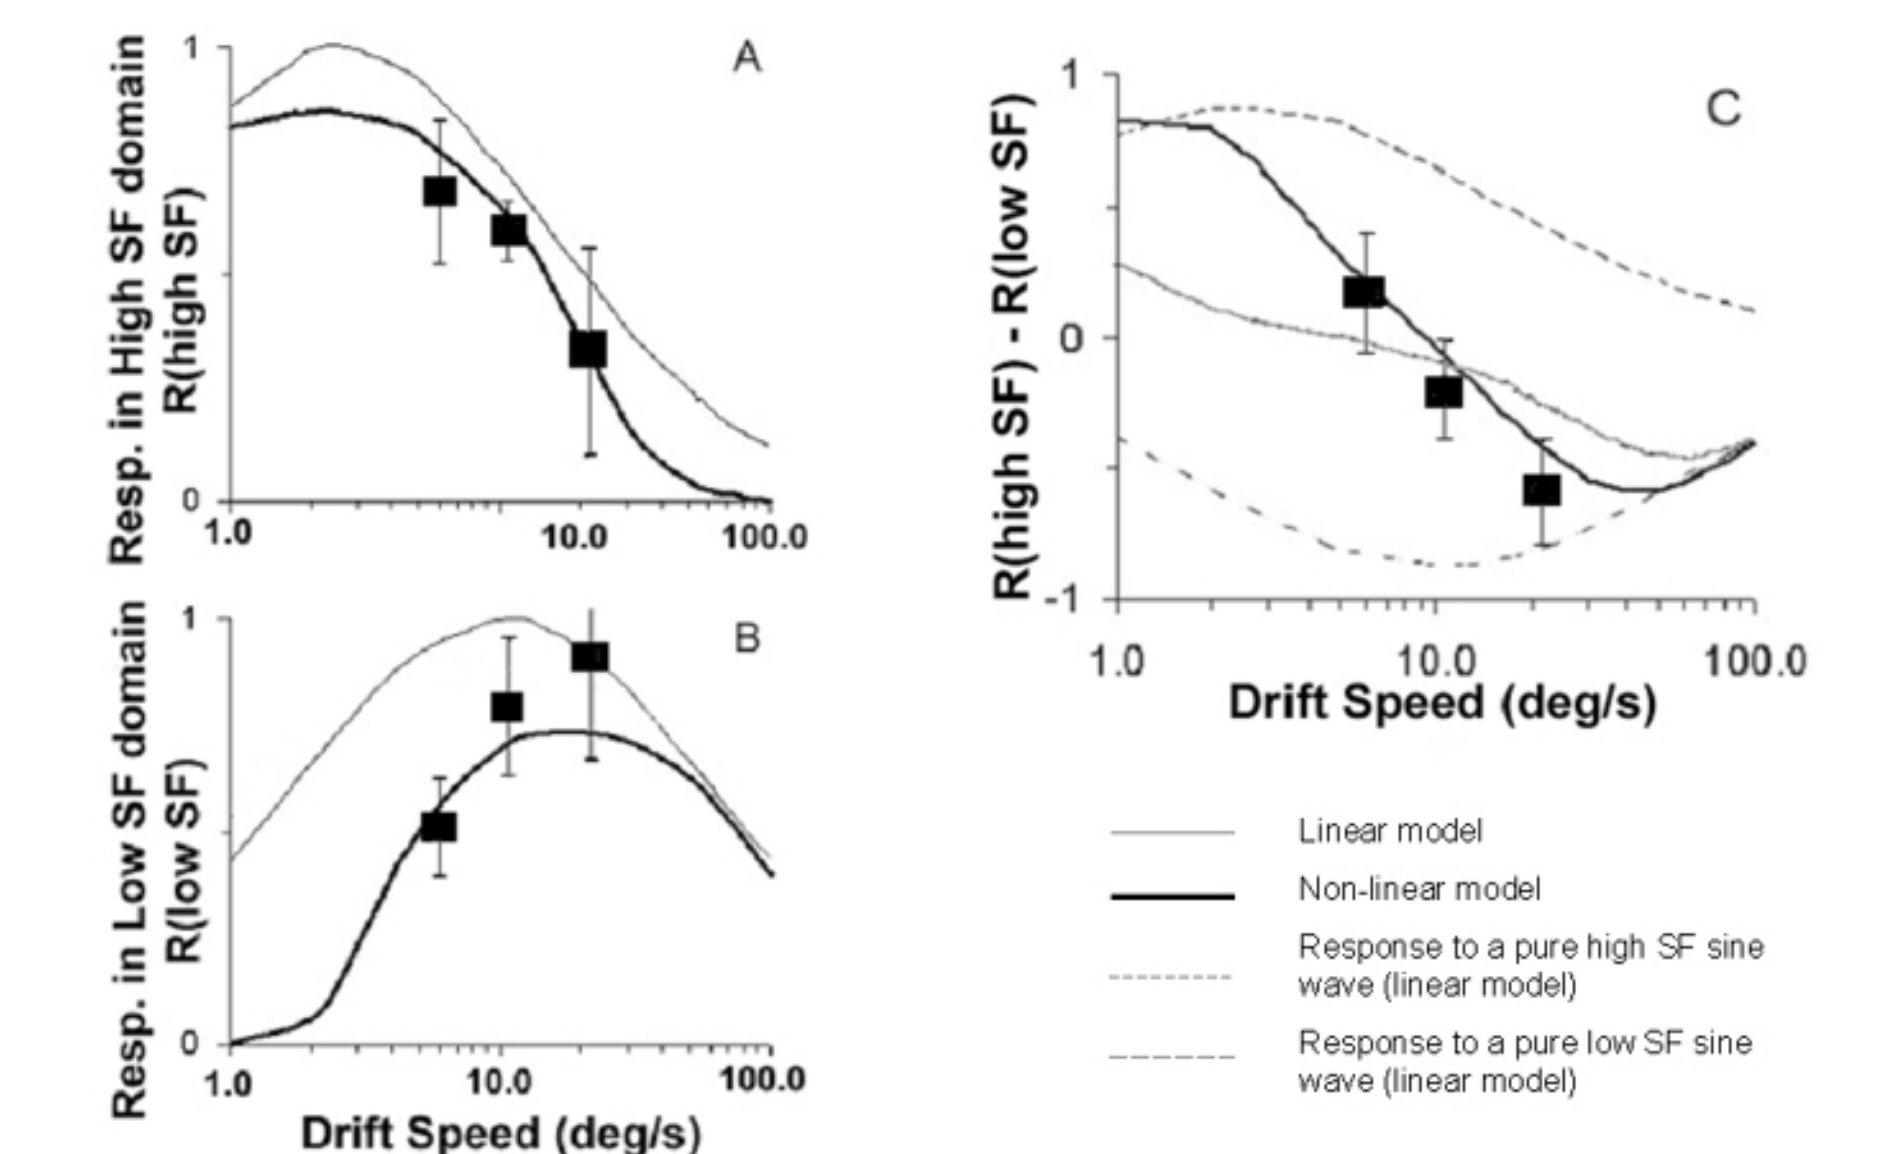 Resp. in High SF domain
R(high SF)
1
A
0
1.0
10.0
100.0
Resp. in Low SF domain
R(low SF)
1
B
0
1.0
10.0
100.0
Drift Speed (deg/s)
R(high SF) - R(low SF)
1
C
0
-1
1.0
10.0
100.0
Drift Speed (deg/s)
Linear model
Non-linear model
Response to a pure high SF sine
wave (linear model)
Response to a pure low SF sine
wave (linear model)